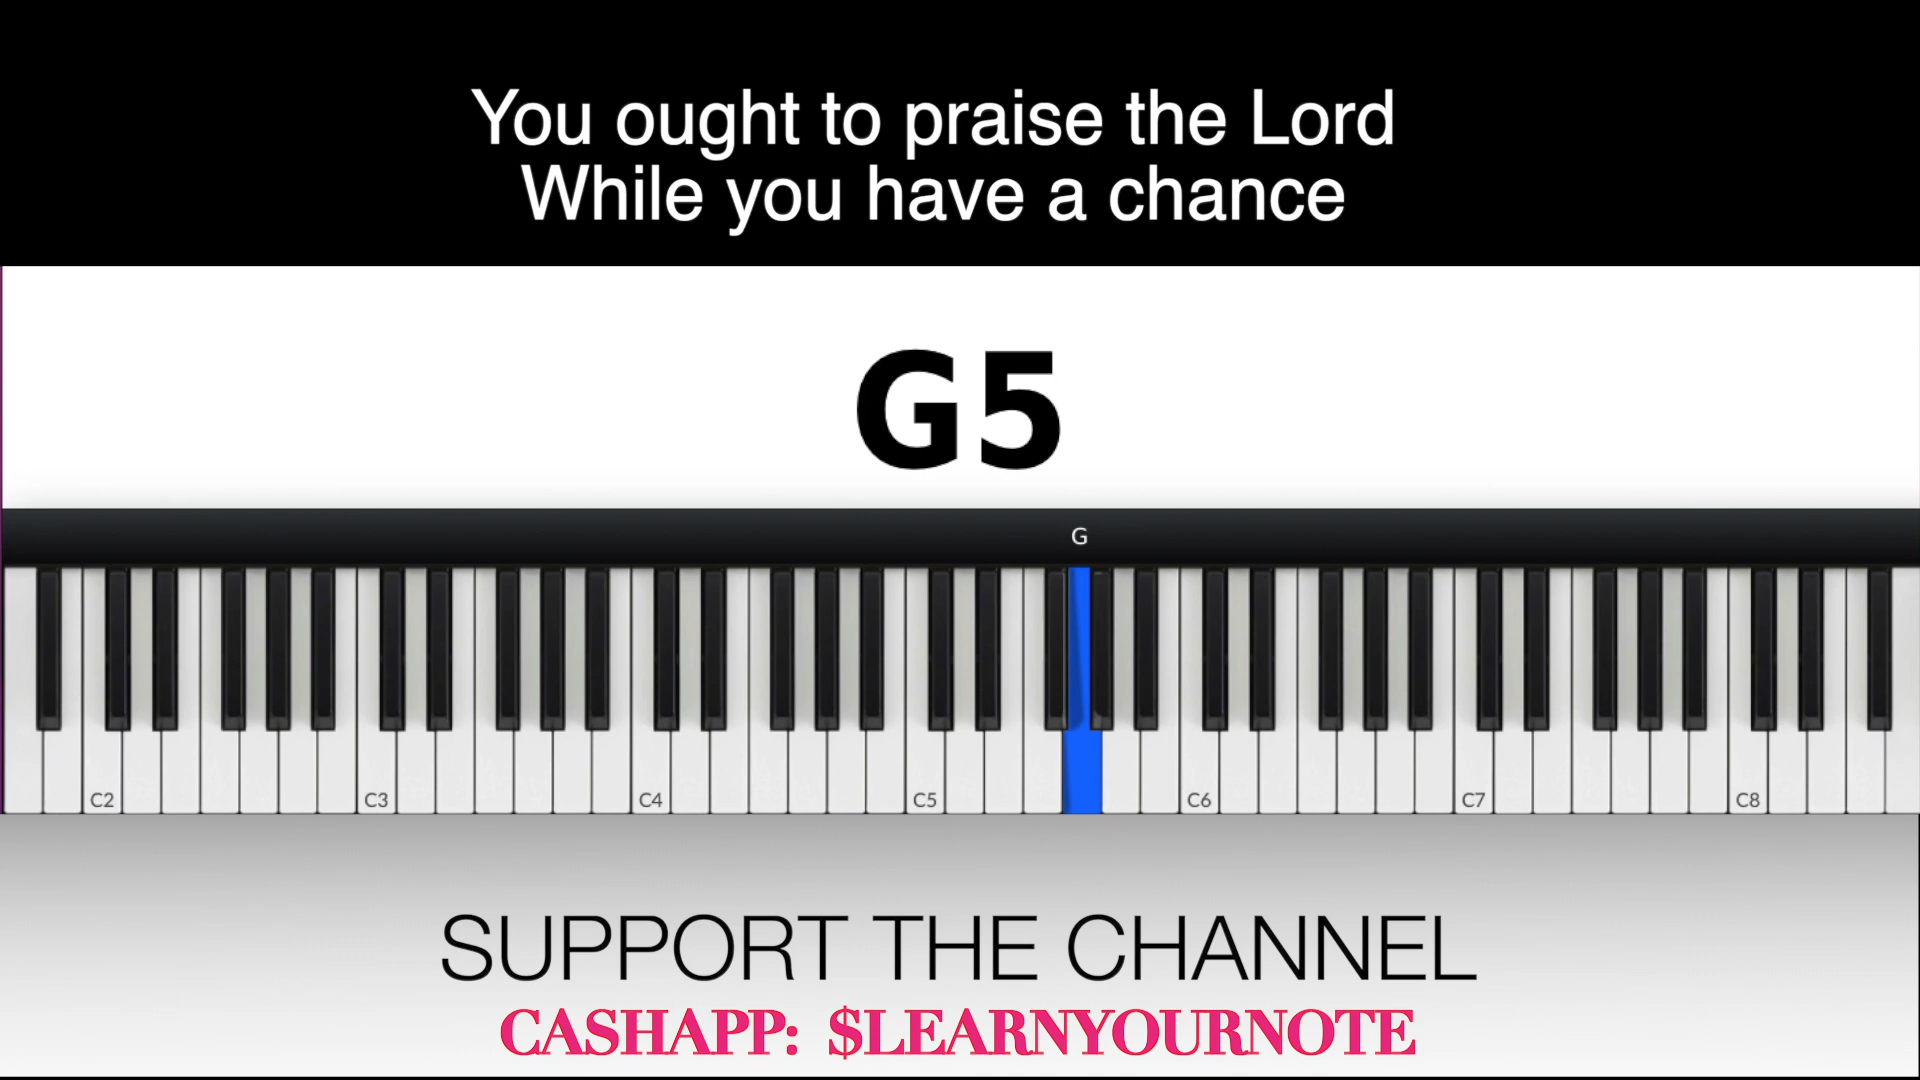 You ought to praise the Lord
While you have a chance
G5
G
C2 C3 C4 C5 C6 C7 C8
SUPPORT THE CHANNEL
CASHAPP: $LEARNYOURNOTE